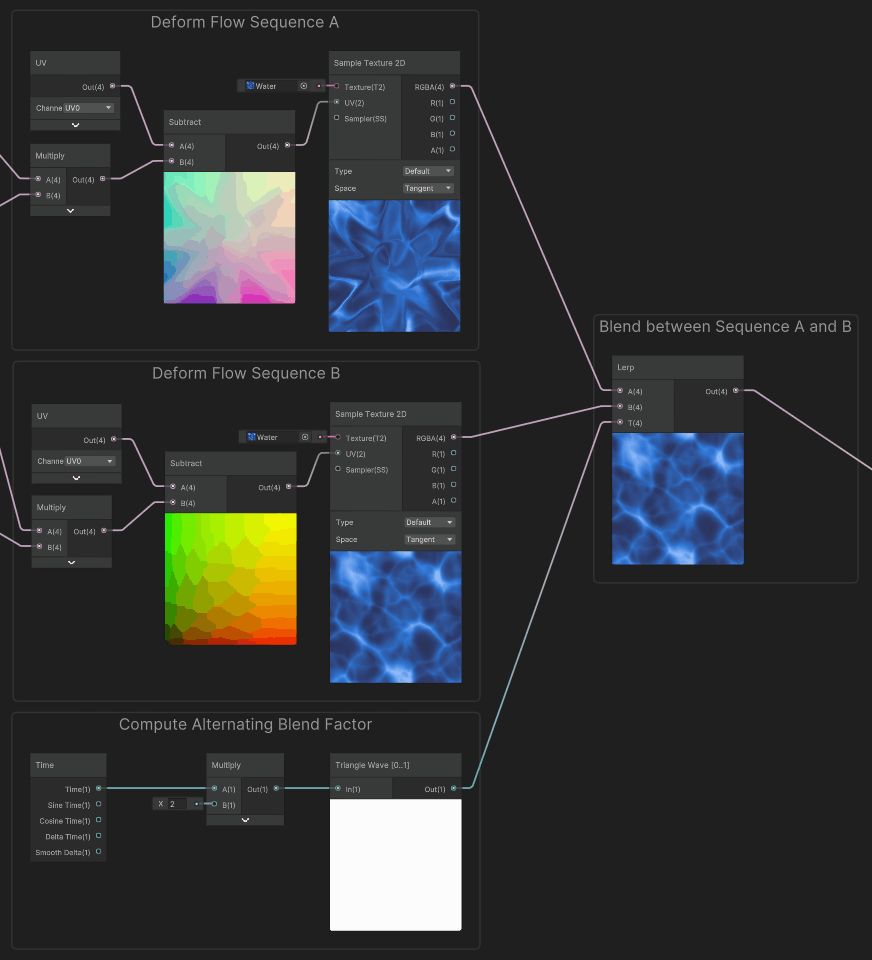 Deform Flow Sequence A
UV
Out(4)
Channe UV0
Multiply
A(4) Out(4)
B(4)
Subtract
A(4) Out(4)
B(4)
Water
Sample Texture 2D
Texture(T2) RGBA(4)
UV(2) R(1)
Sampler(SS) G(1)
B(1)
A(1)
Type Default
Space Tangent
Deform Flow Sequence B
UV
Out(4)
Channe UV0
Multiply
A(4) Out(4)
B(4)
Subtract
A(4) Out(4)
B(4)
Water
Sample Texture 2D
Texture(T2) RGBA(4)
UV(2) R(1)
Sampler(SS) G(1)
B(1)
A(1)
Type Default
Space Tangent
Compute Alternating Blend Factor
Time
Time(1)
Sine Time(1)
Cosine Time(1)
Delta Time(1)
Smooth Delta(1)
X 2
Multiply
A(1) Out(1)
B(1)
Triangle Wave [0..1]
In(1) Out(1)
Blend between Sequence A and B
Lerp
A(4) Out(4)
B(4)
T(4)